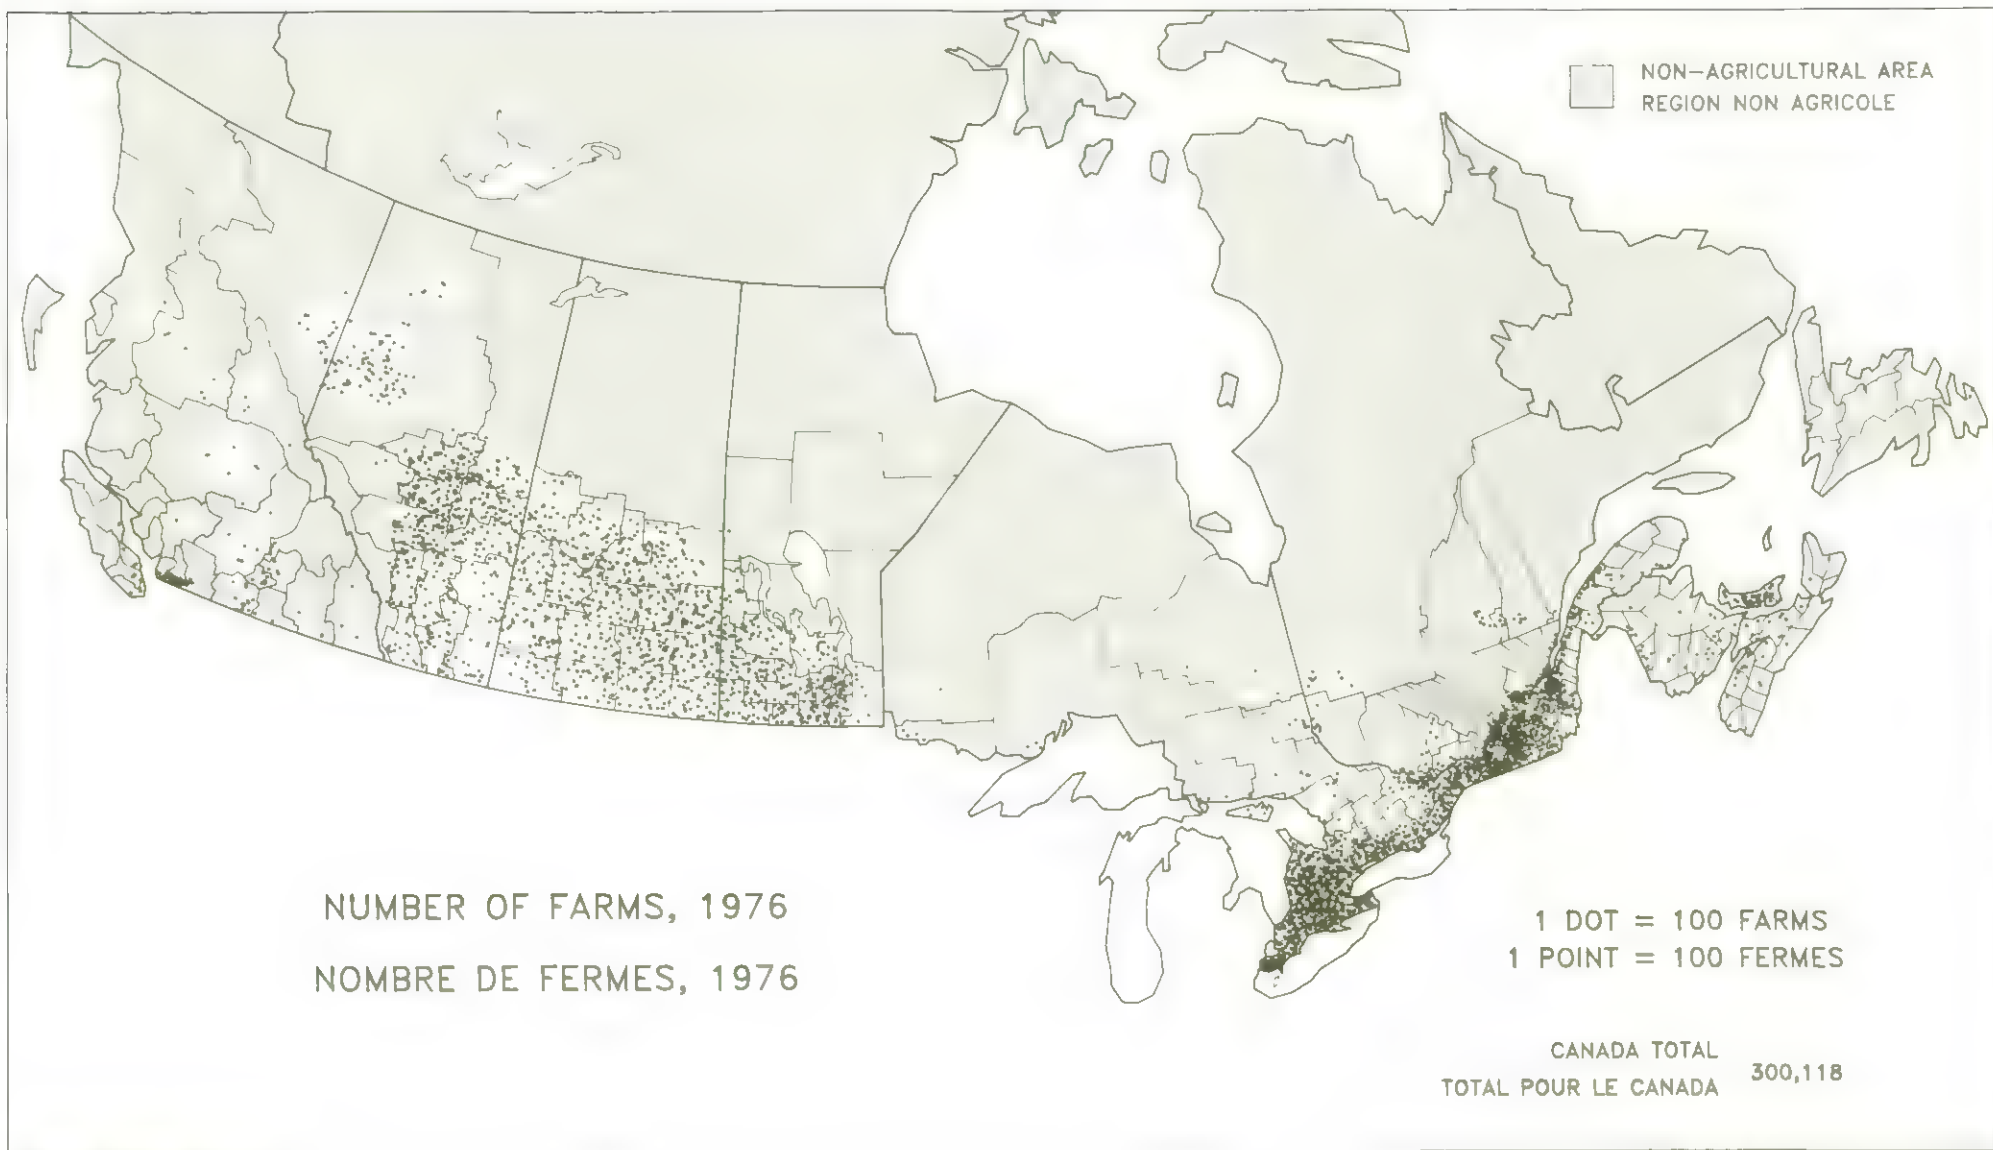 NON-AGRICULTURAL AREA
REGION NON AGRICOLE
NUMBER OF FARMS, 1976
NOMBRE DE FERMES, 1976
1 DOT = 100 FARMS
1 POINT = 100 FERMES
CANADA TOTAL
TOTAL POUR LE CANADA
300,118